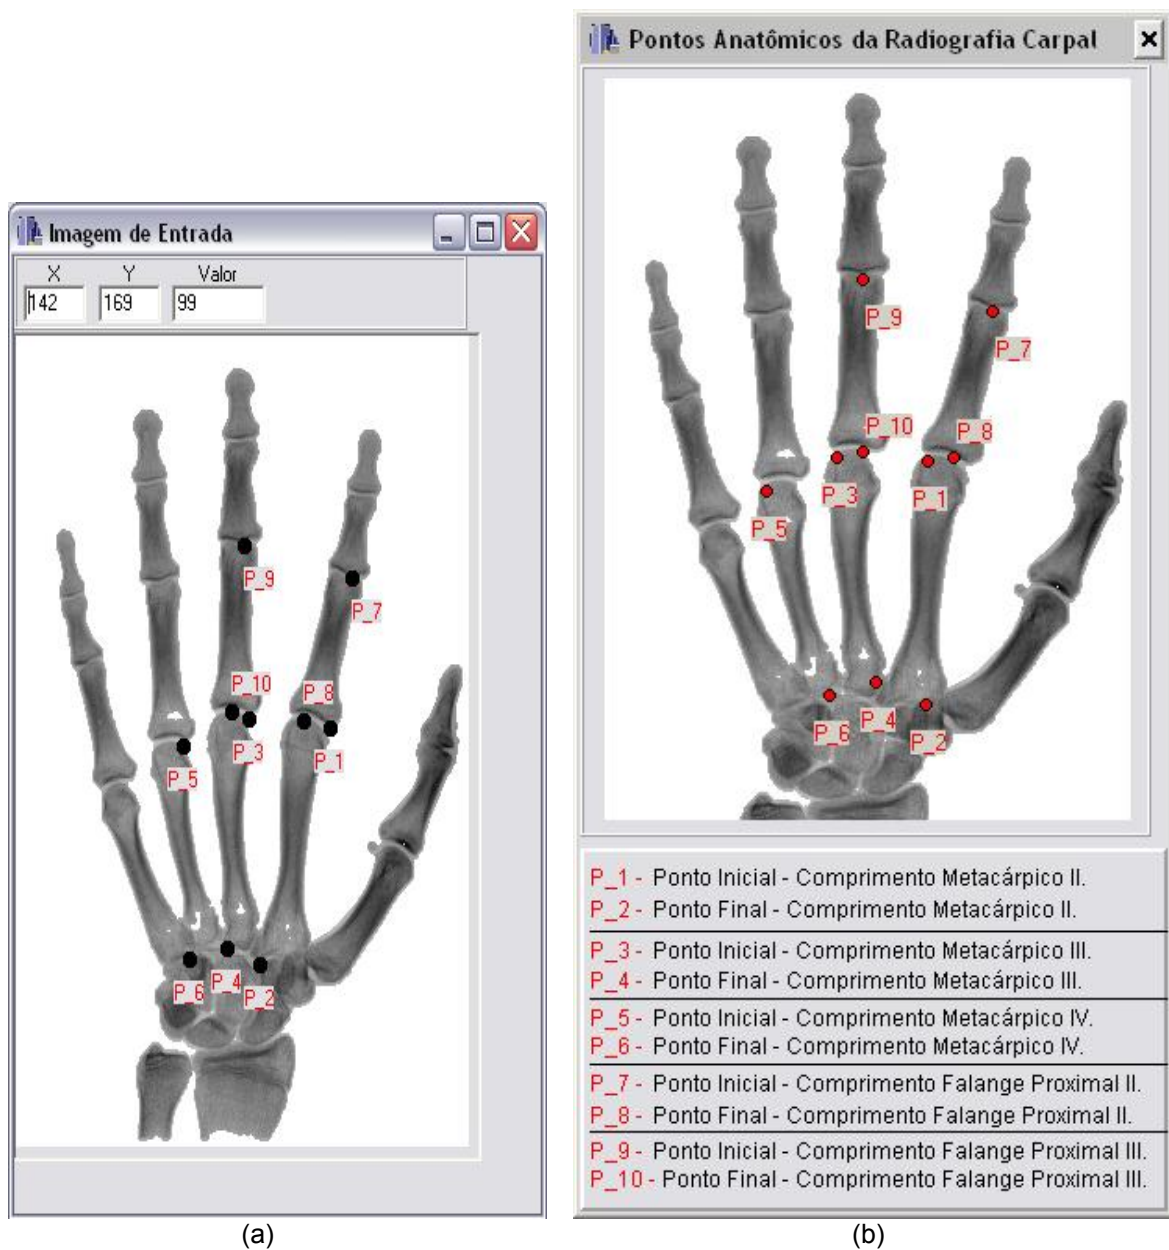 Imagem de Entrada
X Y Valor
142 169 99
P_9
P_7
P_10
P_8
P_3
P_1
P_5
P_4
P_6
P_2
(a)
Pontos Anatômicos da Radiografia Carpal
P_9
P_7
P_10
P_8
P_3
P_1
P_5
P_4
P_6
P_2
P_1 - Ponto Inicial - Comprimento Metacárpico II.
P_2 - Ponto Final - Comprimento Metacárpico II.
P_3 - Ponto Inicial - Comprimento Metacárpico III.
P_4 - Ponto Final - Comprimento Metacárpico III.
P_5 - Ponto Inicial - Comprimento Metacárpico IV.
P_6 - Ponto Final - Comprimento Metacárpico IV.
P_7 - Ponto Inicial - Comprimento Falange Proximal II.
P_8 - Ponto Final - Comprimento Falange Proximal II.
P_9 - Ponto Inicial - Comprimento Falange Proximal III.
P_10 - Ponto Final - Comprimento Falange Proximal III.
(b)